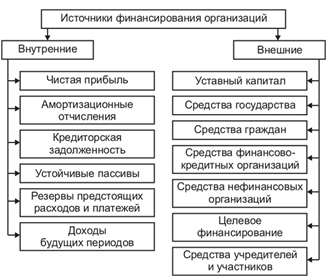 Источники финансирования организаций
Внутренние
Внешние
Чистая прибыль
Амортизационные
отчисления
Кредиторская
задолженность
Устойчивые пассивы
Резервы предстоящих
расходов и платежей
Доходы
будущих периодов
Уставный капитал
Средства государства
Средства граждан
Средства финансово-
кредитных организаций
Средства нефинансовых
организаций
Целевое
финансирование
Средства учредителей
и участников